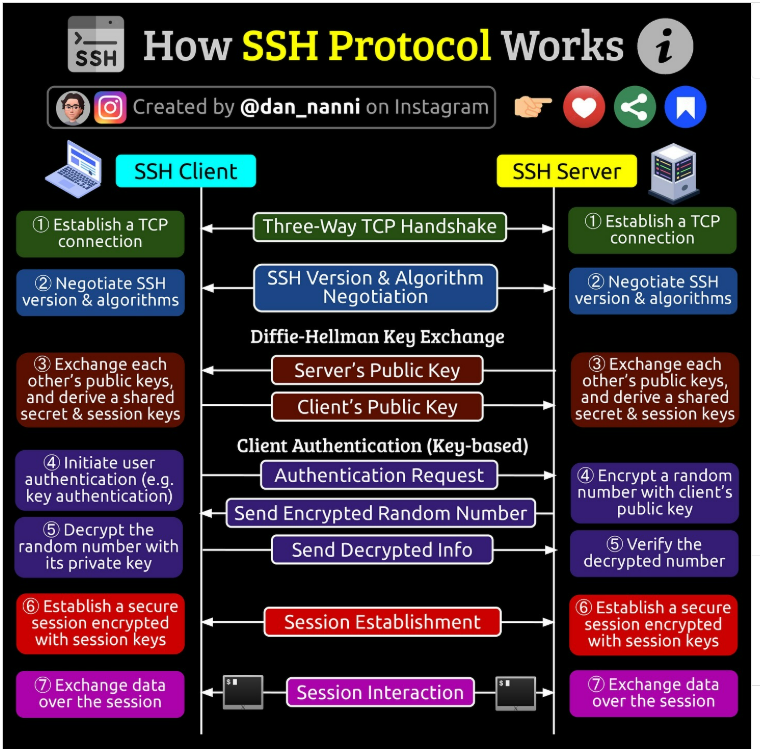 SSH
How SSH Protocol Works
i
Created by @dan_nanni on Instagram
SSH Client
SSH Server
① Establish a TCP
connection
Three-Way TCP Handshake
① Establish a TCP
connection
② Negotiate SSH
version & algorithms
SSH Version & Algorithm
Negotiation
② Negotiate SSH
version & algorithms
Diffie-Hellman Key Exchange
③ Exchange each
other's public keys,
and derive a shared
secret & session keys
Server's Public Key
Client's Public Key
③ Exchange each
other's public keys,
and derive a shared
secret & session keys
Client Authentication (Key-based)
④ Initiate user
authentication (e.g.
key authentication)
Authentication Request
④ Encrypt a random
number with client's
public key
Send Encrypted Random Number
⑤ Decrypt the
random number with
its private key
Send Decrypted Info
⑤ Verify the
decrypted number
⑥ Establish a secure
session encrypted
with session keys
Session Establishment
⑥ Establish a secure
session encrypted
with session keys
⑦ Exchange data
over the session
$
Session Interaction
$
⑦ Exchange data
over the session